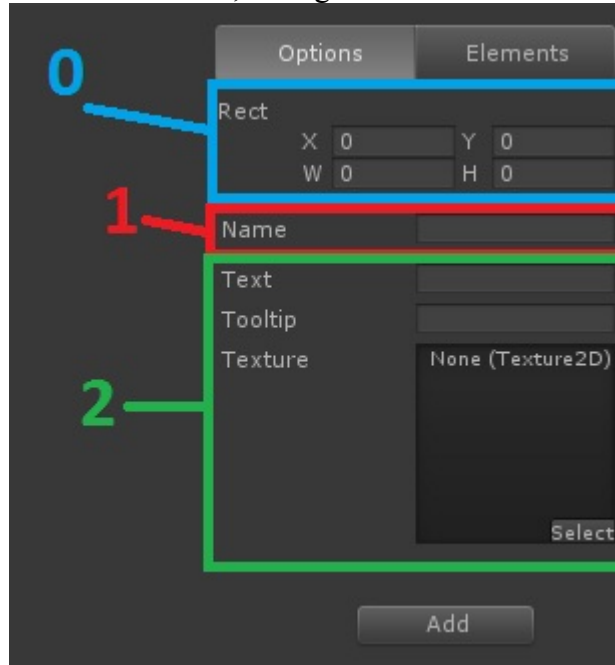 Options Elements
0
Rect
X 0 Y 0
W 0 H 0
1
Name
Text
Tooltip
Texture None (Texture2D)
2
Select
Add